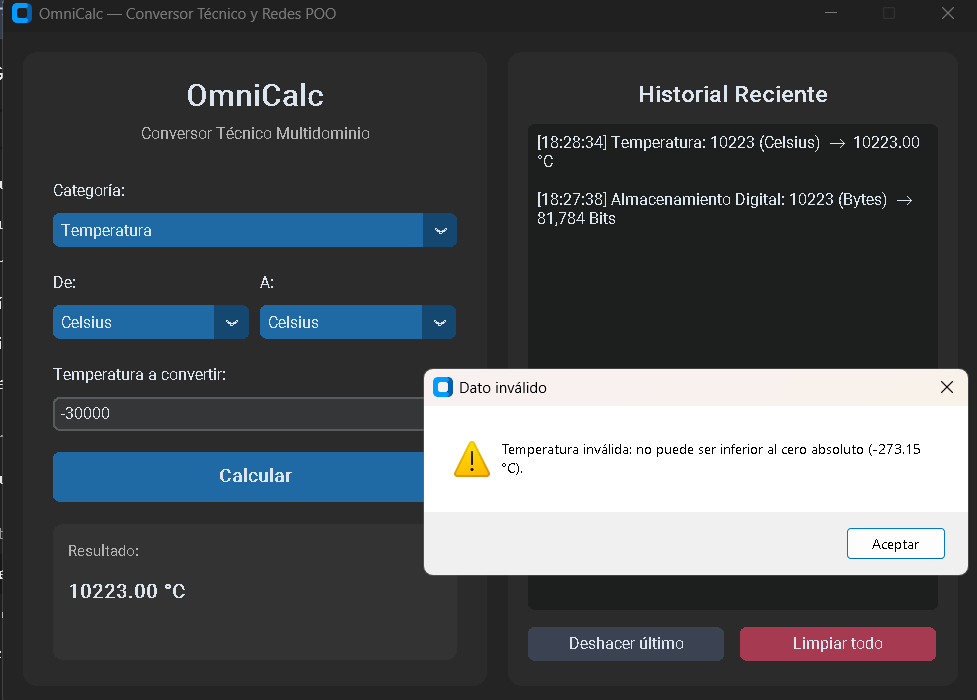 OmniCalc — Conversor Técnico y Redes POO
OmniCalc
Conversor Técnico Multidominio
Categoría:
Temperatura
De:
A:
Celsius
Celsius
Temperatura a convertir:
-30000
Calcular
Resultado:
10223.00 °C
Historial Reciente
[18:28:34] Temperatura: 10223 (Celsius) → 10223.00
°C
[18:27:38] Almacenamiento Digital: 10223 (Bytes) →
81,784 Bits
Dato inválido
Temperatura inválida: no puede ser inferior al cero absoluto (-273.15
°C).
Aceptar
Deshacer último
Limpiar todo